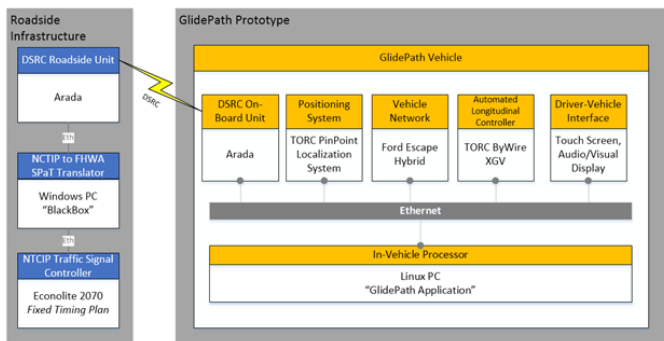 Roadside
Infrastructure
DSRC Roadside Unit
Arada
Eth
NCTIP to FHWA
SPaT Translator
Windows PC
"BlackBox"
Eth
NTCIP Traffic Signal
Controller
Econolite 2070
Fixed Timing Plan
DSRC
GlidePath Prototype
GlidePath Vehicle
DSRC On-
Board Unit
Arada
Positioning
System
TORC PinPoint
Localization
System
Vehicle
Network
Ford Escape
Hybrid
Automated
Longitudinal
Controller
TORC ByWire
XGV
Driver-Vehicle
Interface
Touch Screen,
Audio/Visual
Display
Ethernet
In-Vehicle Processor
Linux PC
"GlidePath Application"